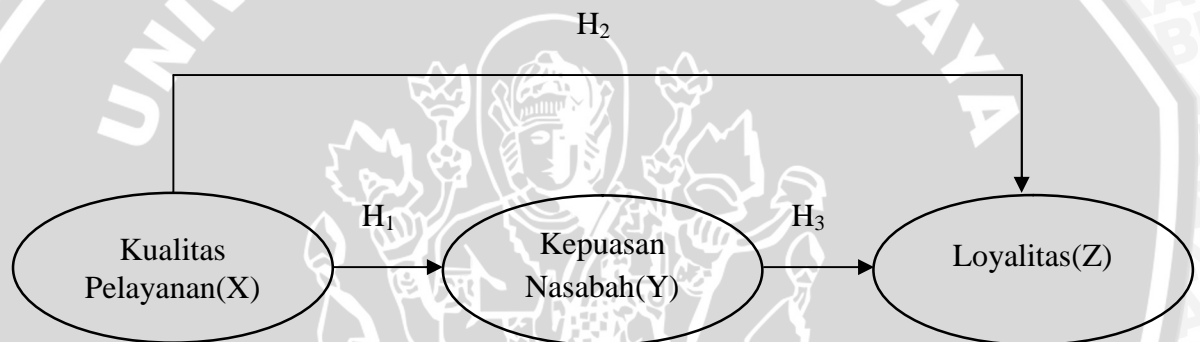 H₂
H₁
H₃
Kualitas
Pelayanan(X)
Kepuasan
Nasabah(Y)
Loyalitas(Z)